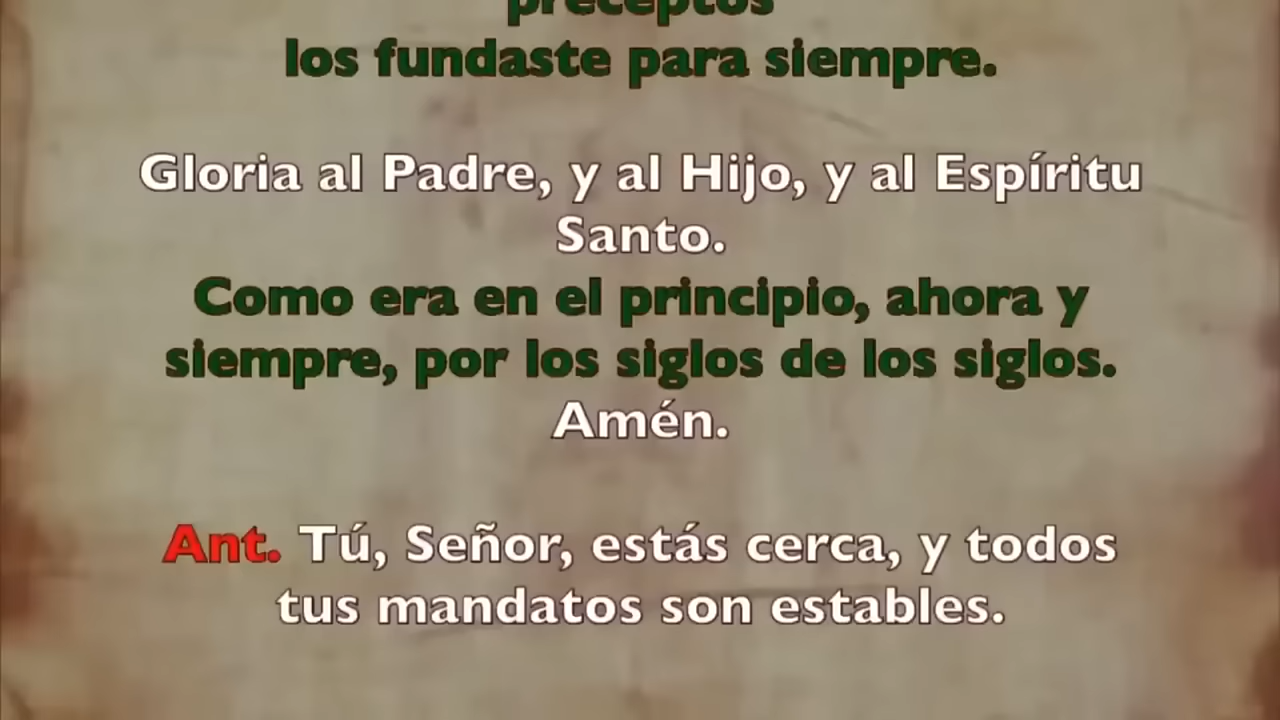 preceptos
los fundaste para siempre.
Gloria al Padre, y al Hijo, y al Espíritu
Santo.
Como era en el principio, ahora y
siempre, por los siglos de los siglos.
Amén.
Ant. Tú, Señor, estás cerca, y todos
tus mandatos son estables.